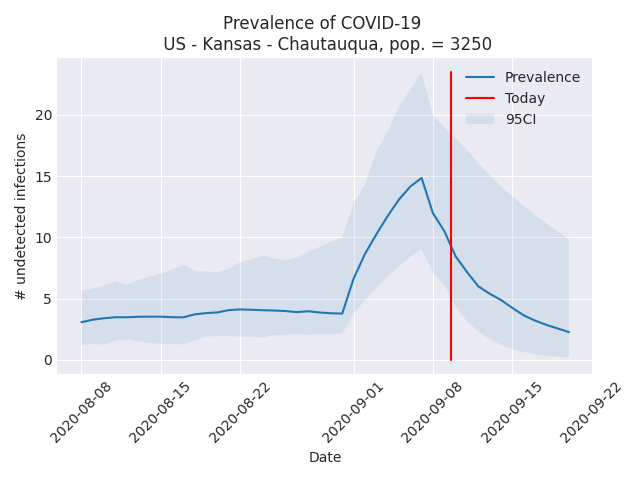 Prevalence of COVID-19
US - Kansas - Chautauqua, pop. = 3250
Prevalence
Today
95CI
20
15
10
5
0
# undetected infections
2020-08-08
2020-08-15
2020-08-22
2020-09-01
2020-09-08
2020-09-15
2020-09-22
Date